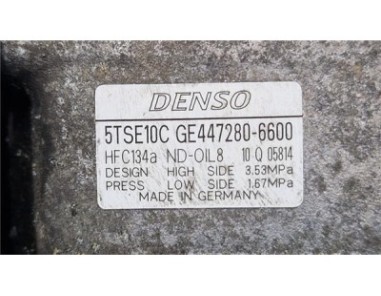 DENSO
5TSE10C GE447280-6600
HFC134a ND-OIL8 10 Q 05814
DESIGN HIGH SIDE 3.53MPa
PRESS LOW SIDE 1.67MPa
MADE IN GERMANY